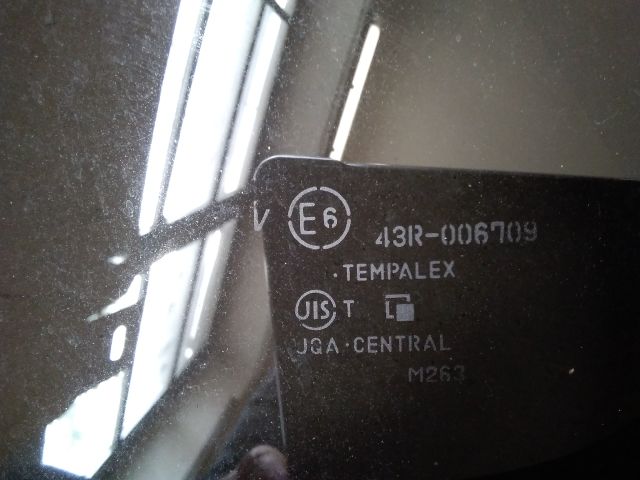 V E6 43R-006709
·TEMPALEX
JIS T
JQA·CENTRAL
M263